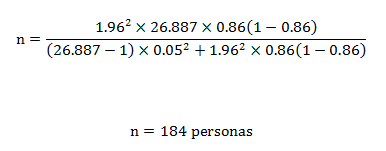 n = 1.96² × 26.887 × 0.86(1 − 0.86) / (26.887 − 1) × 0.05² + 1.96² × 0.86(1 − 0.86)
n = 184 personas